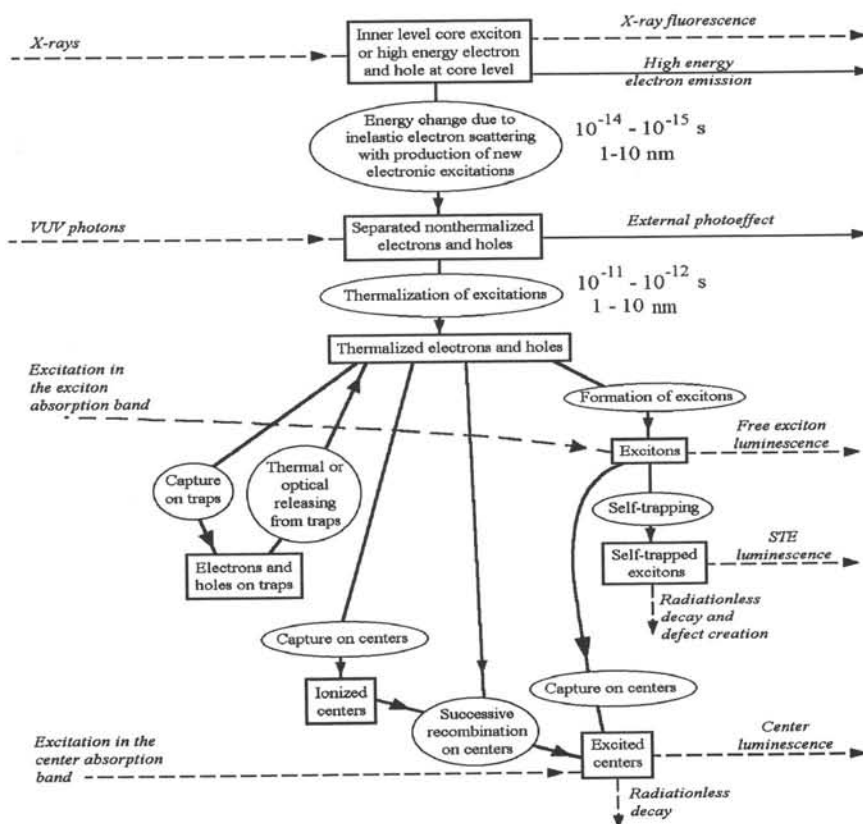 X-rays
Inner level core exciton
or high energy electron
and hole at core level
X-ray fluorescence
High energy
electron emission
Energy change due to
inelastic electron scattering
with production of new
electronic excitations
10^-14 - 10^-15 s
1-10 nm
VUV photons
Separated nonthermalized
electrons and holes
External photoeffect
Thermalization of excitations
10^-11 - 10^-12 s
1 - 10 nm
Thermalized electrons and holes
Excitation in
the exciton
absorption band
Formation of excitons
Free exciton
luminescence
Excitons
Capture
on traps
Thermal or
optical
releasing
from traps
Self-trapping
Electrons and
holes on traps
Self-trapped
excitons
STE
luminescence
Radiationless
decay and
defect creation
Capture on centers
Ionized
centers
Capture on centers
Successive
recombination
on centers
Excitation in the
center absorption
band
Excited
centers
Center
luminescence
Radiationless
decay